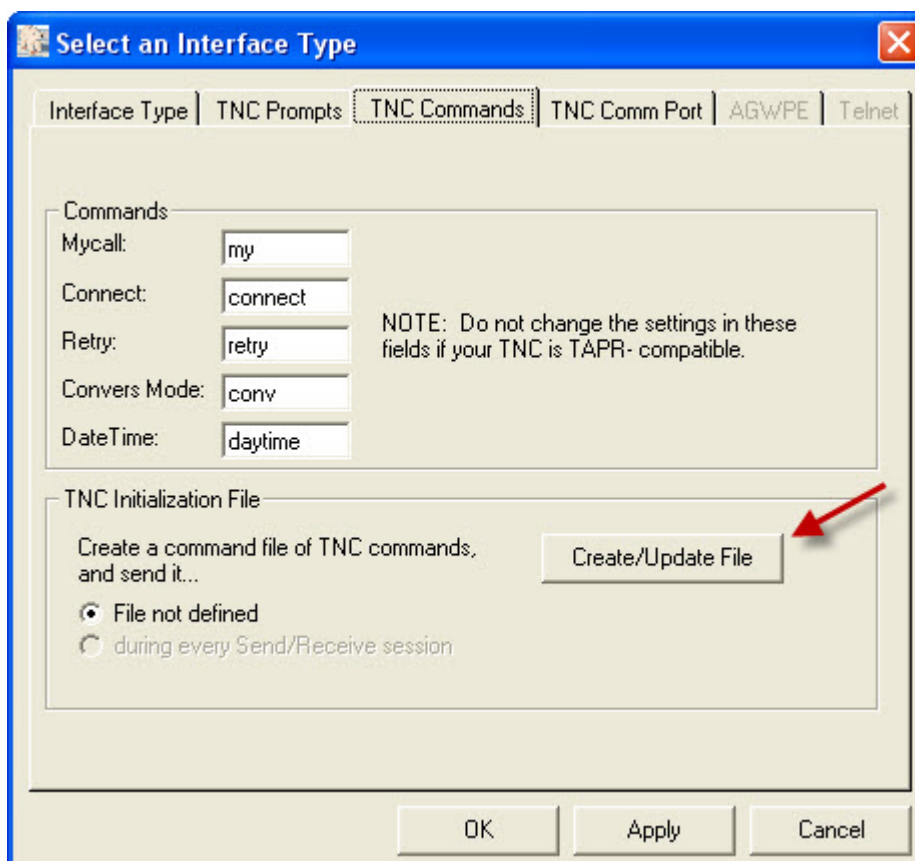 Select an Interface Type
Interface Type TNC Prompts TNC Commands TNC Comm Port AGWPE Telnet
Commands
Mycall: my
Connect: connect
NOTE: Do not change the settings in these
fields if your TNC is TAPR- compatible.
Retry: retry
Convers Mode: conv
DateTime: daytime
TNC Initialization File
Create a command file of TNC commands,
and send it...
Create/Update File
File not defined
during every Send/Receive session
OK Apply Cancel